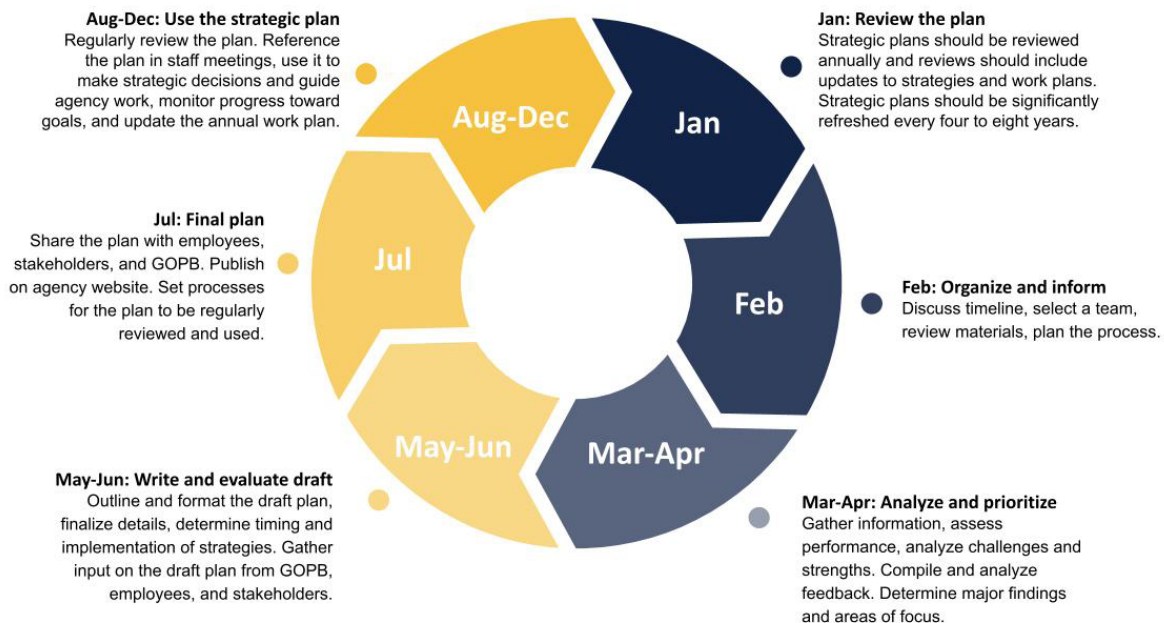 Aug-Dec: Use the strategic plan
Regularly review the plan. Reference
the plan in staff meetings, use it to
make strategic decisions and guide
agency work, monitor progress toward
goals, and update the annual work plan.
Jan: Review the plan
Strategic plans should be reviewed
annually and reviews should include
updates to strategies and work plans.
Strategic plans should be significantly
refreshed every four to eight years.
Aug-Dec
Jan
Jul: Final plan
Share the plan with employees,
stakeholders, and GOPB. Publish
on agency website. Set processes
for the plan to be regularly
reviewed and used.
Jul
Feb
Feb: Organize and inform
Discuss timeline, select a team,
review materials, plan the process.
May-Jun
Mar-Apr
May-Jun: Write and evaluate draft
Outline and format the draft plan,
finalize details, determine timing and
implementation of strategies. Gather
input on the draft plan from GOPB,
employees, and stakeholders.
Mar-Apr: Analyze and prioritize
Gather information, assess
performance, analyze challenges and
strengths. Compile and analyze
feedback. Determine major findings
and areas of focus.